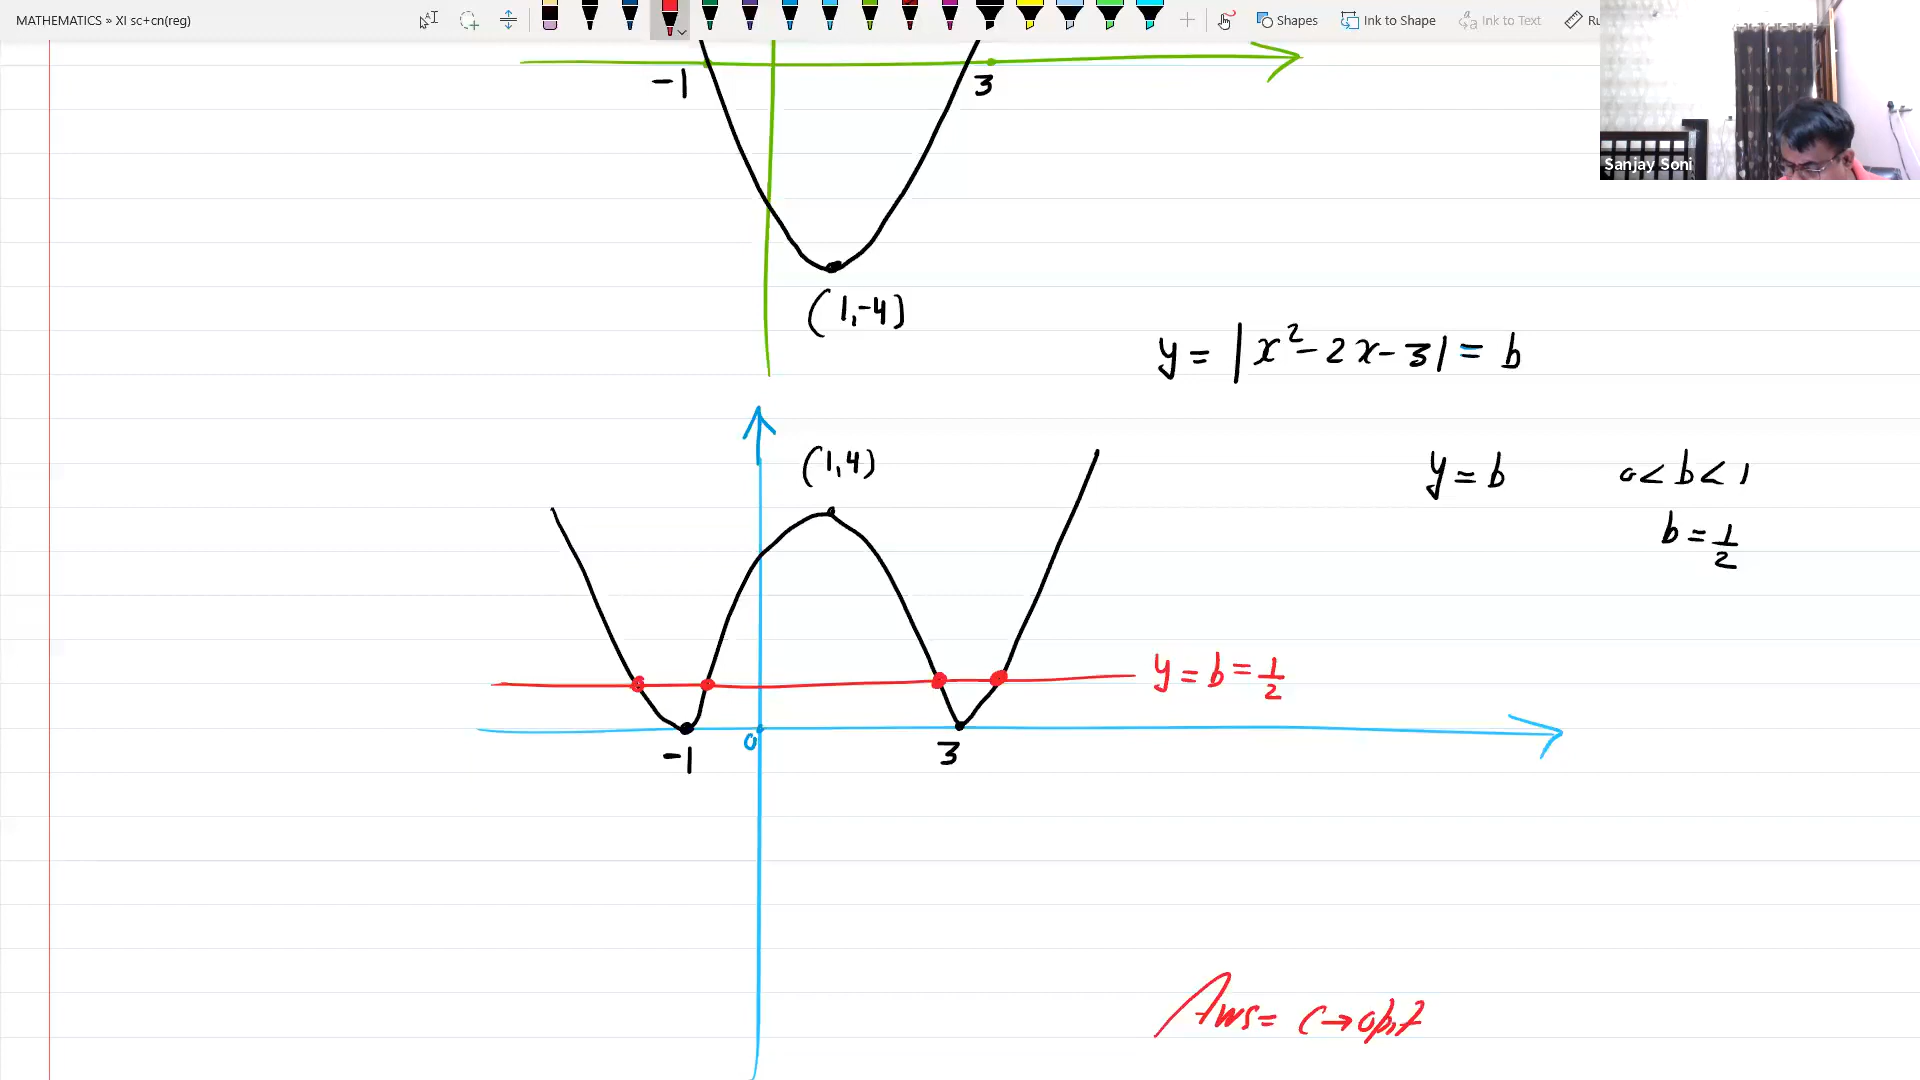 MATHEMATICS » XI sc+cn(reg)
Shapes
Ink to Shape
Ink to Text
Ru
Sanjay Soni
-1
3
(1,-4)
y = |x²-2x-3| = b
(1,4)
y = b
0 < b < 1
b = 1/2
y = b = 1/2
-1
0
3
Ans = C → opt